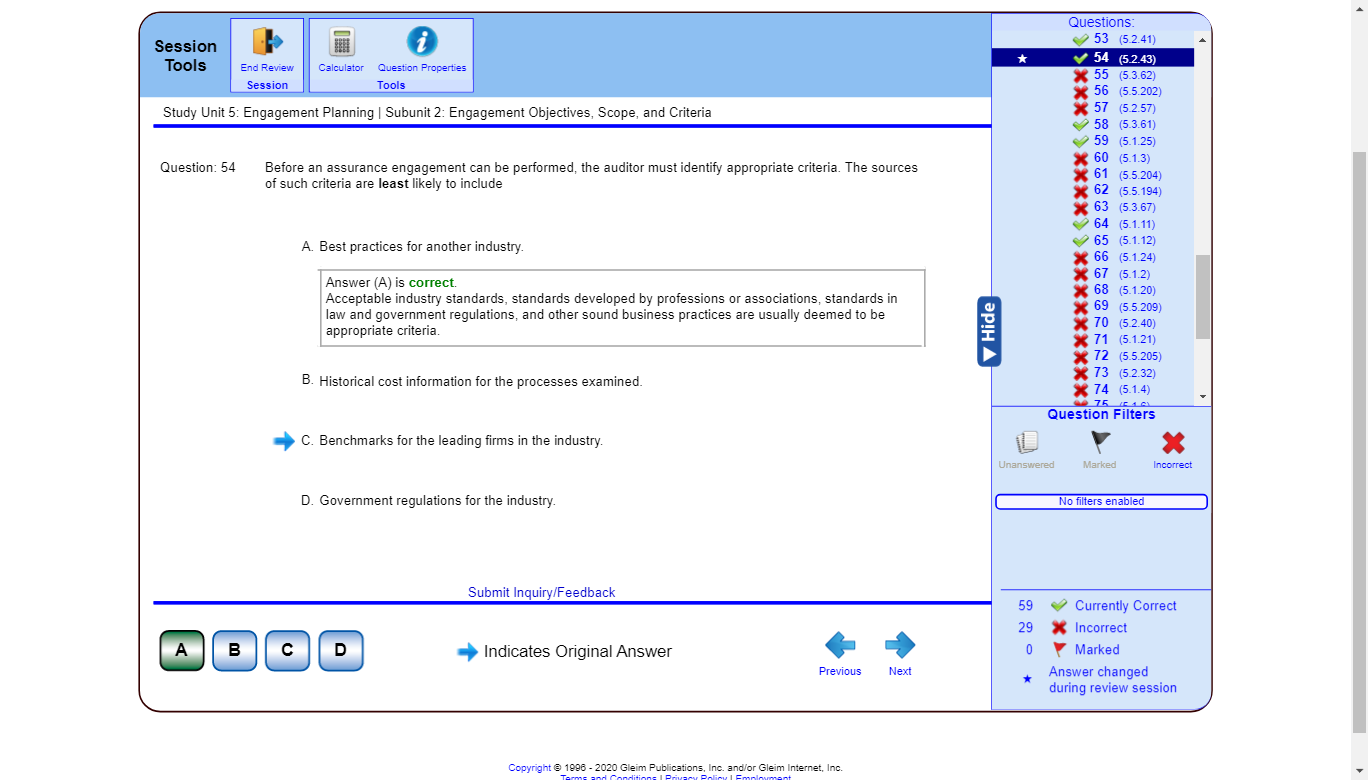 Session
Tools
End Review
Session
Calculator
Question Properties
Tools
Study Unit 5: Engagement Planning | Subunit 2: Engagement Objectives, Scope, and Criteria
Question: 54
Before an assurance engagement can be performed, the auditor must identify appropriate criteria. The sources
of such criteria are least likely to include
A. Best practices for another industry.
Answer (A) is correct.
Acceptable industry standards, standards developed by professions or associations, standards in
law and government regulations, and other sound business practices are usually deemed to be
appropriate criteria.
B. Historical cost information for the processes examined.
C. Benchmarks for the leading firms in the industry.
D. Government regulations for the industry.
Submit Inquiry/Feedback
A
B
C
D
Indicates Original Answer
Previous
Next
Hide
Questions:
53 (5.2.41)
54 (5.2.43)
55 (5.3.62)
56 (5.5.202)
57 (5.2.57)
58 (5.3.61)
59 (5.1.25)
60 (5.1.3)
61 (5.5.204)
62 (5.5.194)
63 (5.3.67)
64 (5.1.11)
65 (5.1.12)
66 (5.1.24)
67 (5.1.2)
68 (5.1.20)
69 (5.5.209)
70 (5.2.40)
71 (5.1.21)
72 (5.5.205)
73 (5.2.32)
74 (5.1.4)
75 (5.1.6)
Question Filters
Unanswered
Marked
Incorrect
No filters enabled
59 Currently Correct
29 Incorrect
0 Marked
Answer changed
during review session
Copyright © 1996 - 2020 Gleim Publications, Inc. and/or Gleim Internet, Inc.
Terms and Conditions | Privacy Policy | Employment